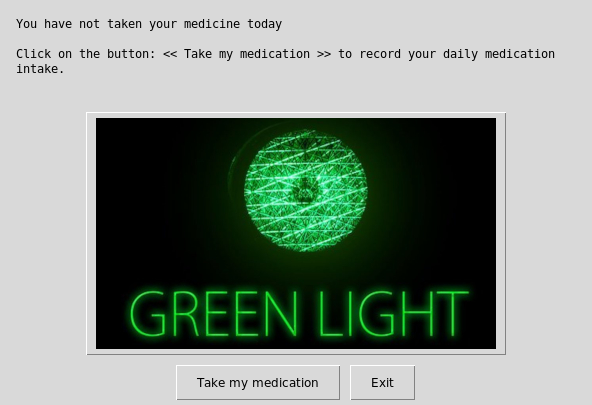 You have not taken your medicine today
Click on the button: << Take my medication >> to record your daily medication
intake.
GREEN LIGHT
Take my medication
Exit